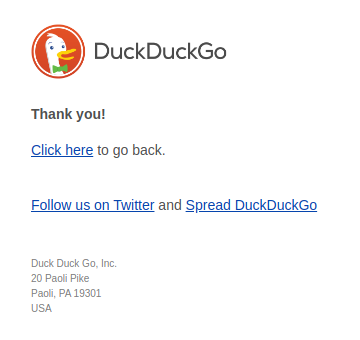 DuckDuckGo
Thank you!
Click here to go back.
Follow us on Twitter and Spread DuckDuckGo
Duck Duck Go, Inc.
20 Paoli Pike
Paoli, PA 19301
USA